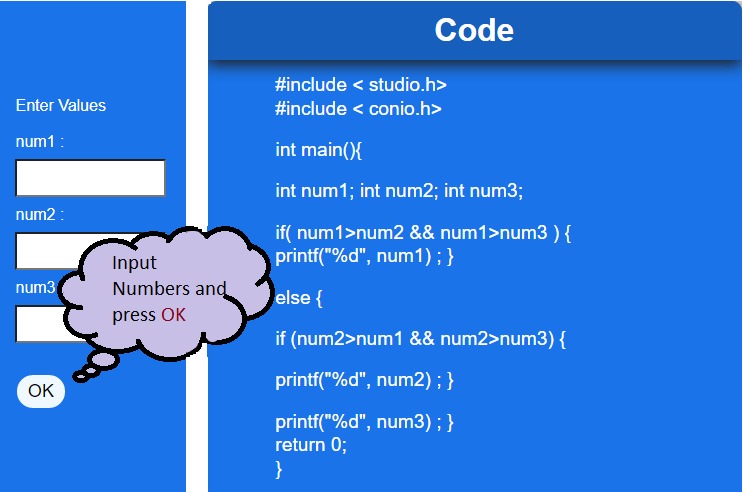 Code
Enter Values
num1 :
num2 :
num3
OK
Input
Numbers and
press OK
#include < studio.h>
#include < conio.h>
int main(){
int num1; int num2; int num3;
if( num1>num2 && num1>num3 ) {
printf("%d", num1) ; }
else {
if (num2>num1 && num2>num3) {
printf("%d", num2) ; }
printf("%d", num3) ; }
return 0;
}